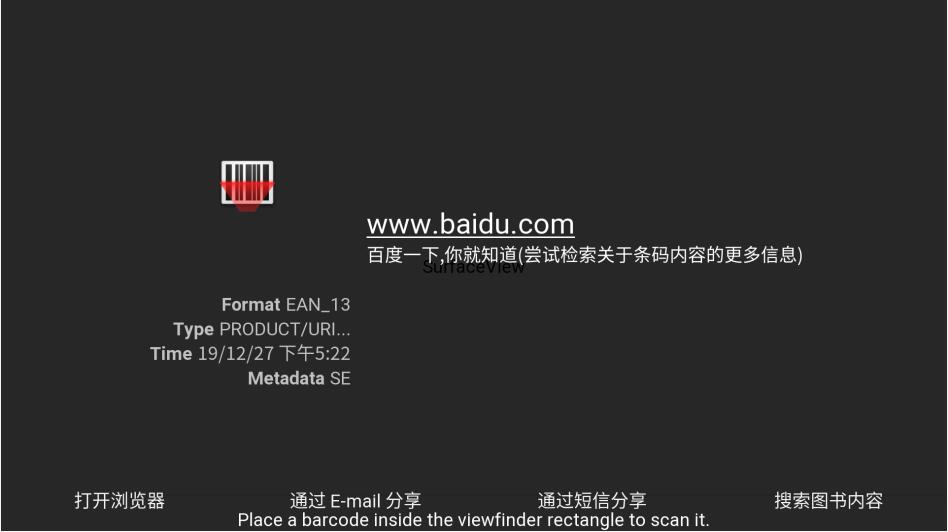 www.baidu.com
百度一下,你就知道(尝试检索关于条码内容的更多信息)
SurfaceView
Format EAN_13
Type PRODUCT/URI...
Time 19/12/27 下午5:22
Metadata SE
打开浏览器 通过 E-mail 分享 通过短信分享 搜索图书内容
Place a barcode inside the viewfinder rectangle to scan it.